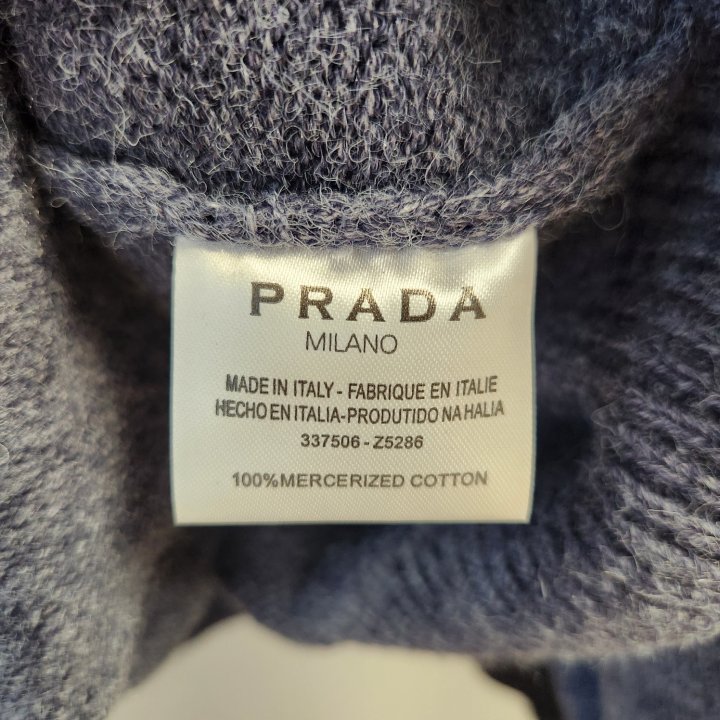 PRADA
MILANO
MADE IN ITALY - FABRIQUE EN ITALIE
HECHO EN ITALIA-PRODUTIDO NA HALIA
337506 - Z5286
100%MERCERIZED COTTON